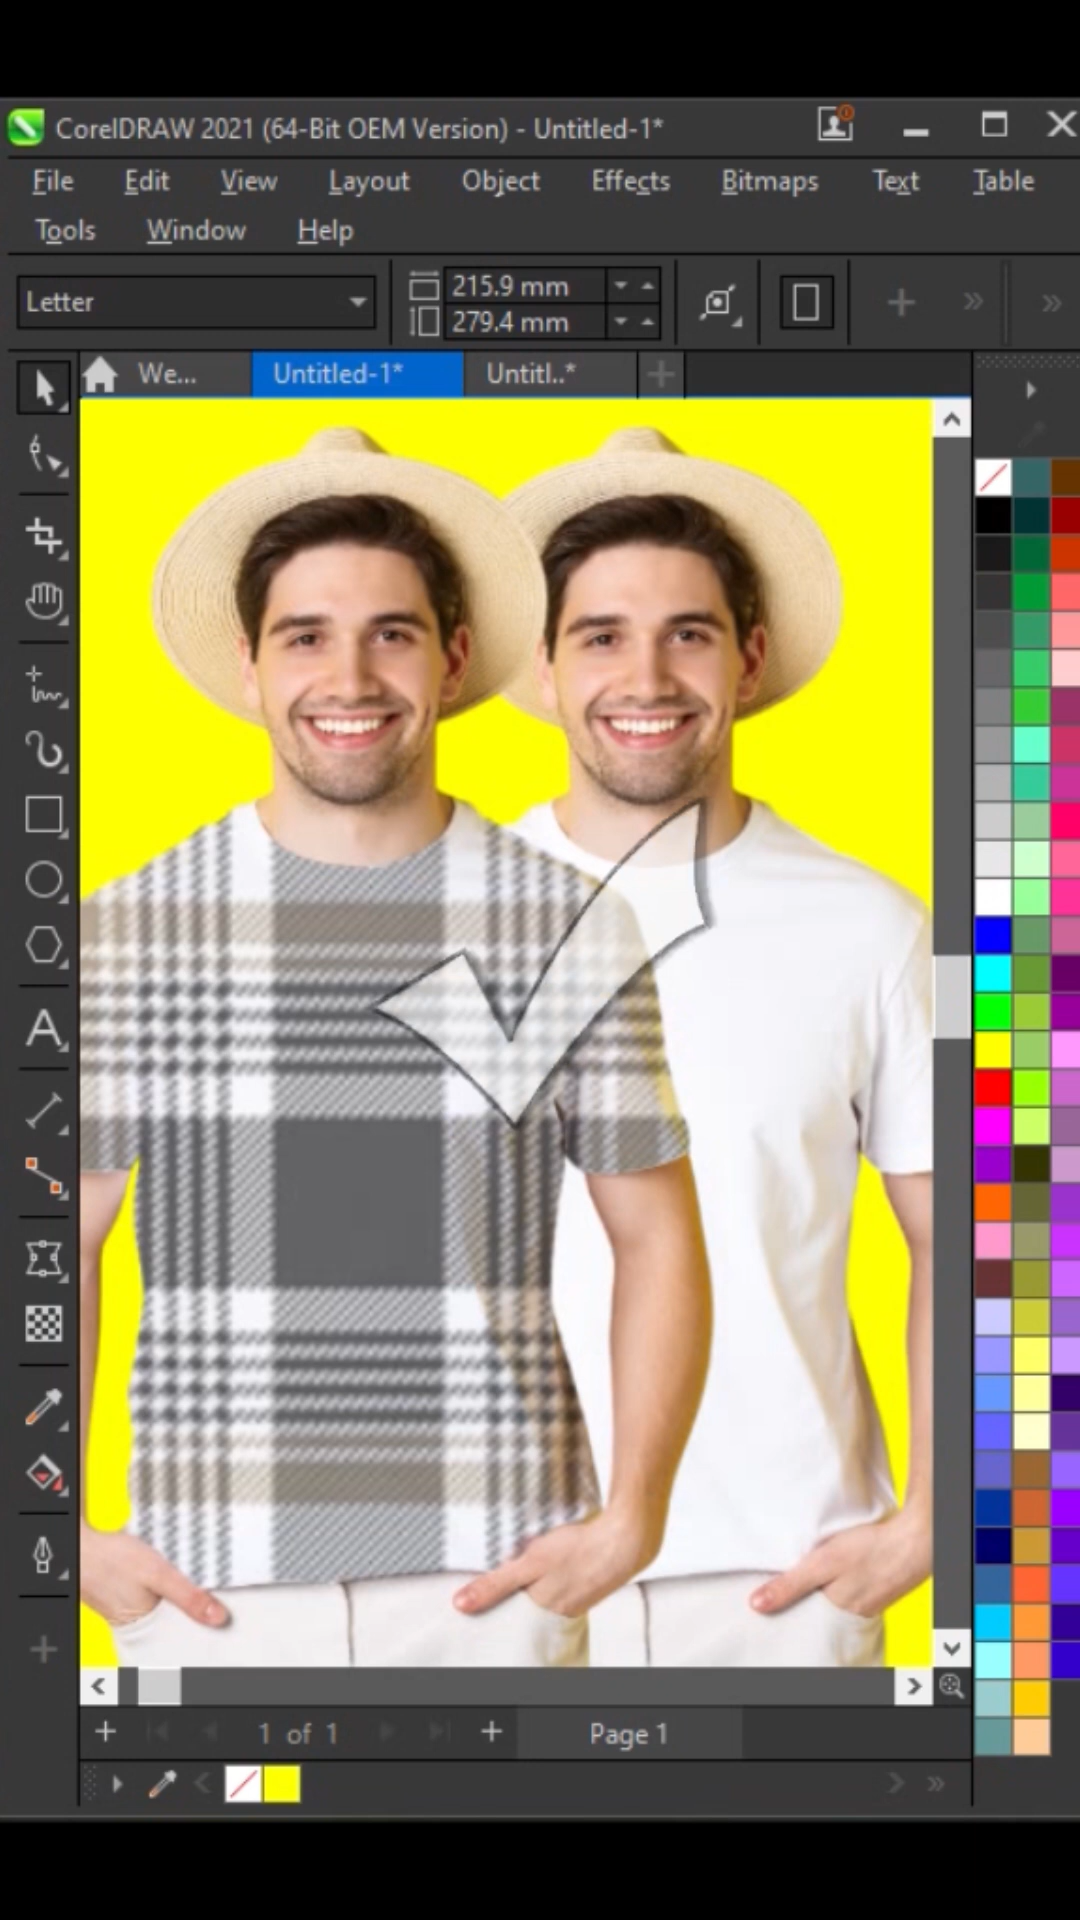 CorelDRAW 2021 (64-Bit OEM Version) - Untitled-1*
File Edit View Layout Object Effects Bitmaps Text Table
Tools Window Help
Letter
215.9 mm
279.4 mm
We... Untitled-1* Untitl..*
1 of 1 Page 1